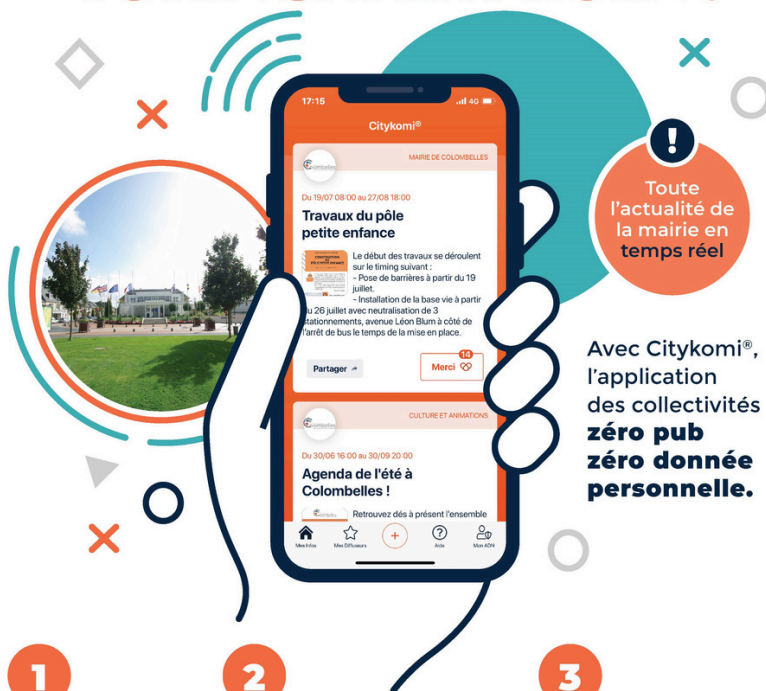 17:15
4G
Citykomi®
Colombelles
MAIRIE DE COLOMBELLES
Du 19/07 08:00 au 27/08 18:00
Travaux du pôle
petite enfance
Le début des travaux se déroulent
sur le timing suivant :
- Pose de barrières à partir du 19
juillet.
- Installation de la base vie à partir
du 26 juillet avec neutralisation de 3
stationnements, avenue Léon Blum à côté de
l'arrêt de bus le temps de la mise en place.
Partager
Merci
14
Colombelles
CULTURE ET ANIMATIONS
Du 30/06 16:00 au 30/09 20:00
Agenda de l'été à
Colombelles !
Retrouvez dés à présent l'ensemble
Mes Infos
Mes Diffuseurs
+
?
Aide
Mon ADN
!
Toute
l'actualité de
la mairie en
temps réel
Avec Citykomi®,
l'application
des collectivités
zéro pub
zéro donnée
personnelle.
1
2
3